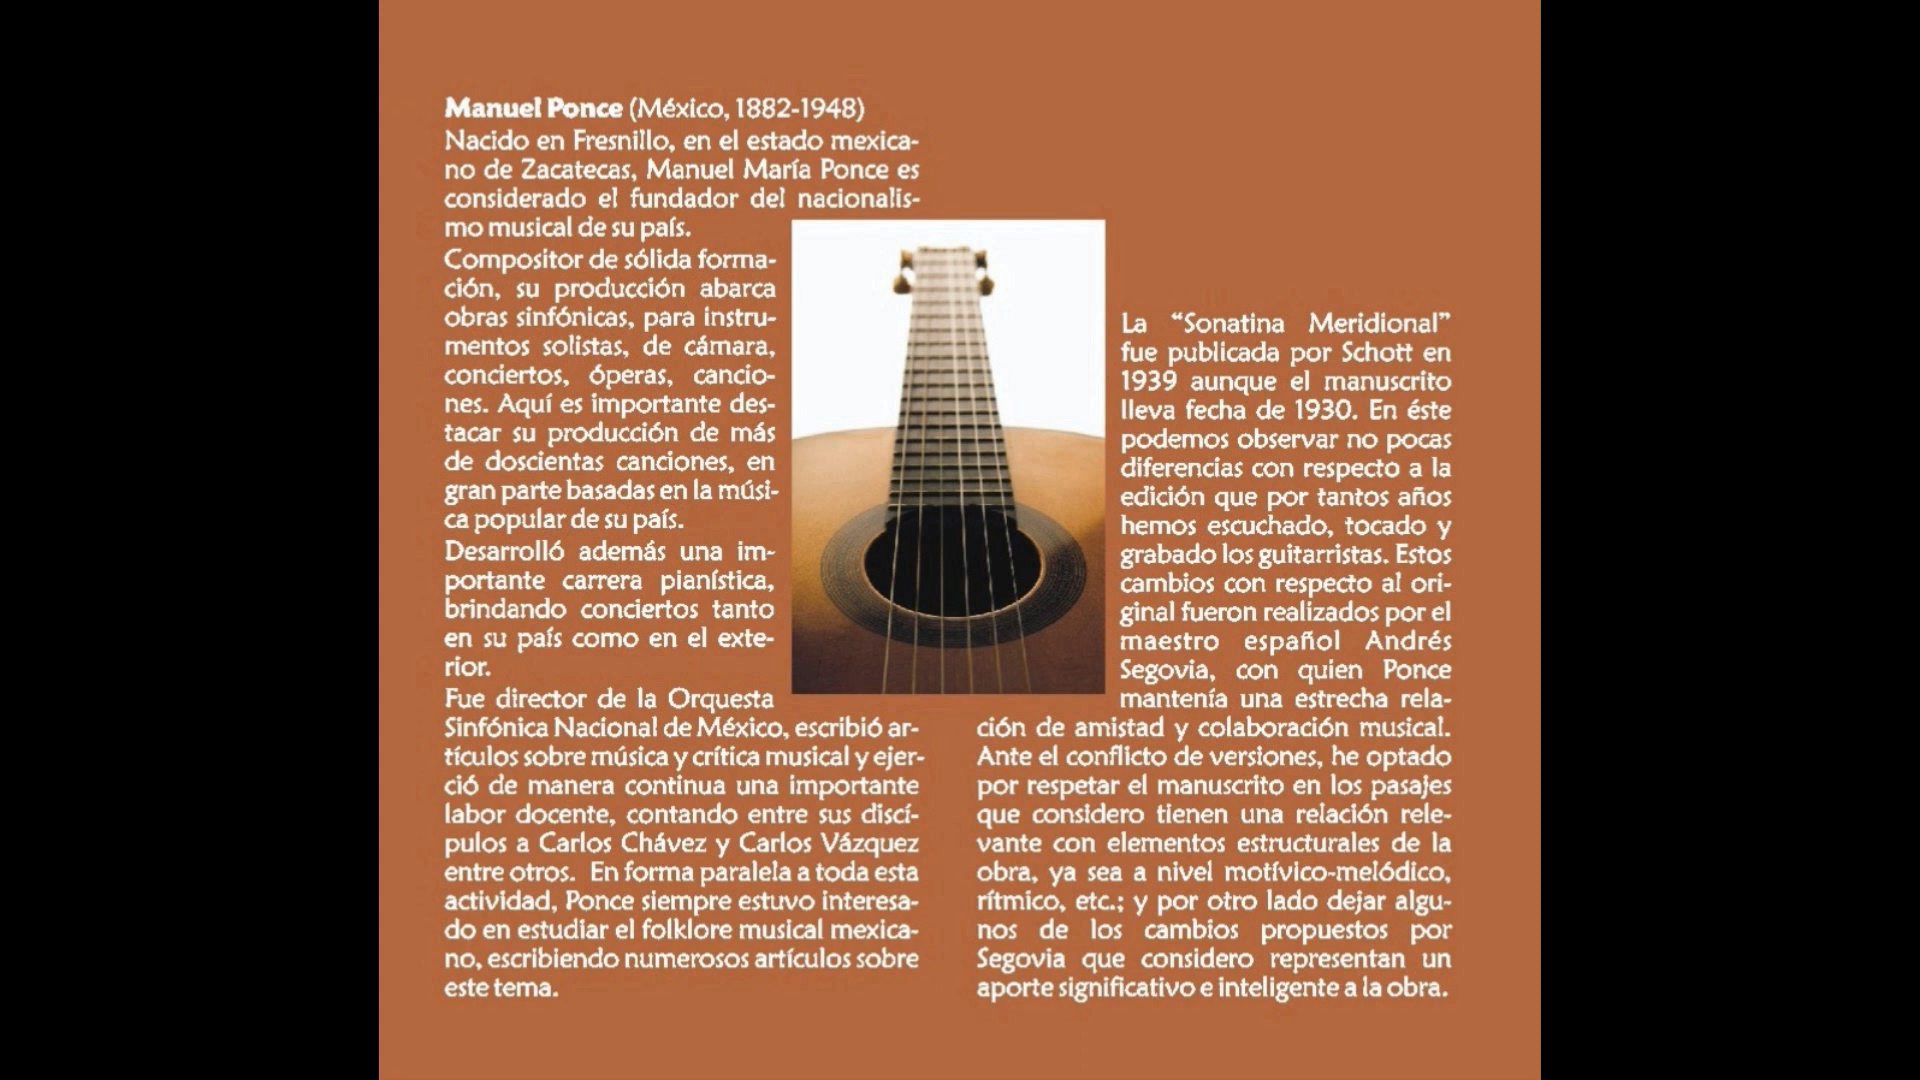 Manuel Ponce (México, 1882-1948)
Nacido en Fresnillo, en el estado mexica-
no de Zacatecas, Manuel María Ponce es
considerado el fundador del nacionalis-
mo musical de su país.
Compositor de sólida forma-
ción, su producción abarca
obras sinfónicas, para instru-
mentos solistas, de cámara,
conciertos, óperas, cancio-
nes. Aquí es importante des-
tacar su producción de más
de doscientas canciones, en
gran parte basadas en la músi-
ca popular de su país.
Desarrolló además una im-
portante carrera pianística,
brindando conciertos tanto
en su país como en el exte-
rior.
Fue director de la Orquesta
Sinfónica Nacional de México, escribió ar-
tículos sobre música y crítica musical y ejer-
ció de manera continua una importante
labor docente, contando entre sus discí-
pulos a Carlos Chávez y Carlos Vázquez
entre otros. En forma paralela a toda esta
actividad, Ponce siempre estuvo interesa-
do en estudiar el folklore musical mexica-
no, escribiendo numerosos artículos sobre
este tema.
La “Sonatina Meridional”
fue publicada por Schott en
1939 aunque el manuscrito
lleva fecha de 1930. En éste
podemos observar no pocas
diferencias con respecto a la
edición que por tantos años
hemos escuchado, tocado y
grabado los guitarristas. Estos
cambios con respecto al ori-
ginal fueron realizados por el
maestro español Andrés
Segovia, con quien Ponce
mantenía una estrecha rela-
ción de amistad y colaboración musical.
Ante el conflicto de versiones, he optado
por respetar el manuscrito en los pasajes
que considero tienen una relación rele-
vante con elementos estructurales de la
obra, ya sea a nivel motívico-melódico,
rítmico, etc.; y por otro lado dejar algu-
nos de los cambios propuestos por
Segovia que considero representan un
aporte significativo e inteligente a la obra.